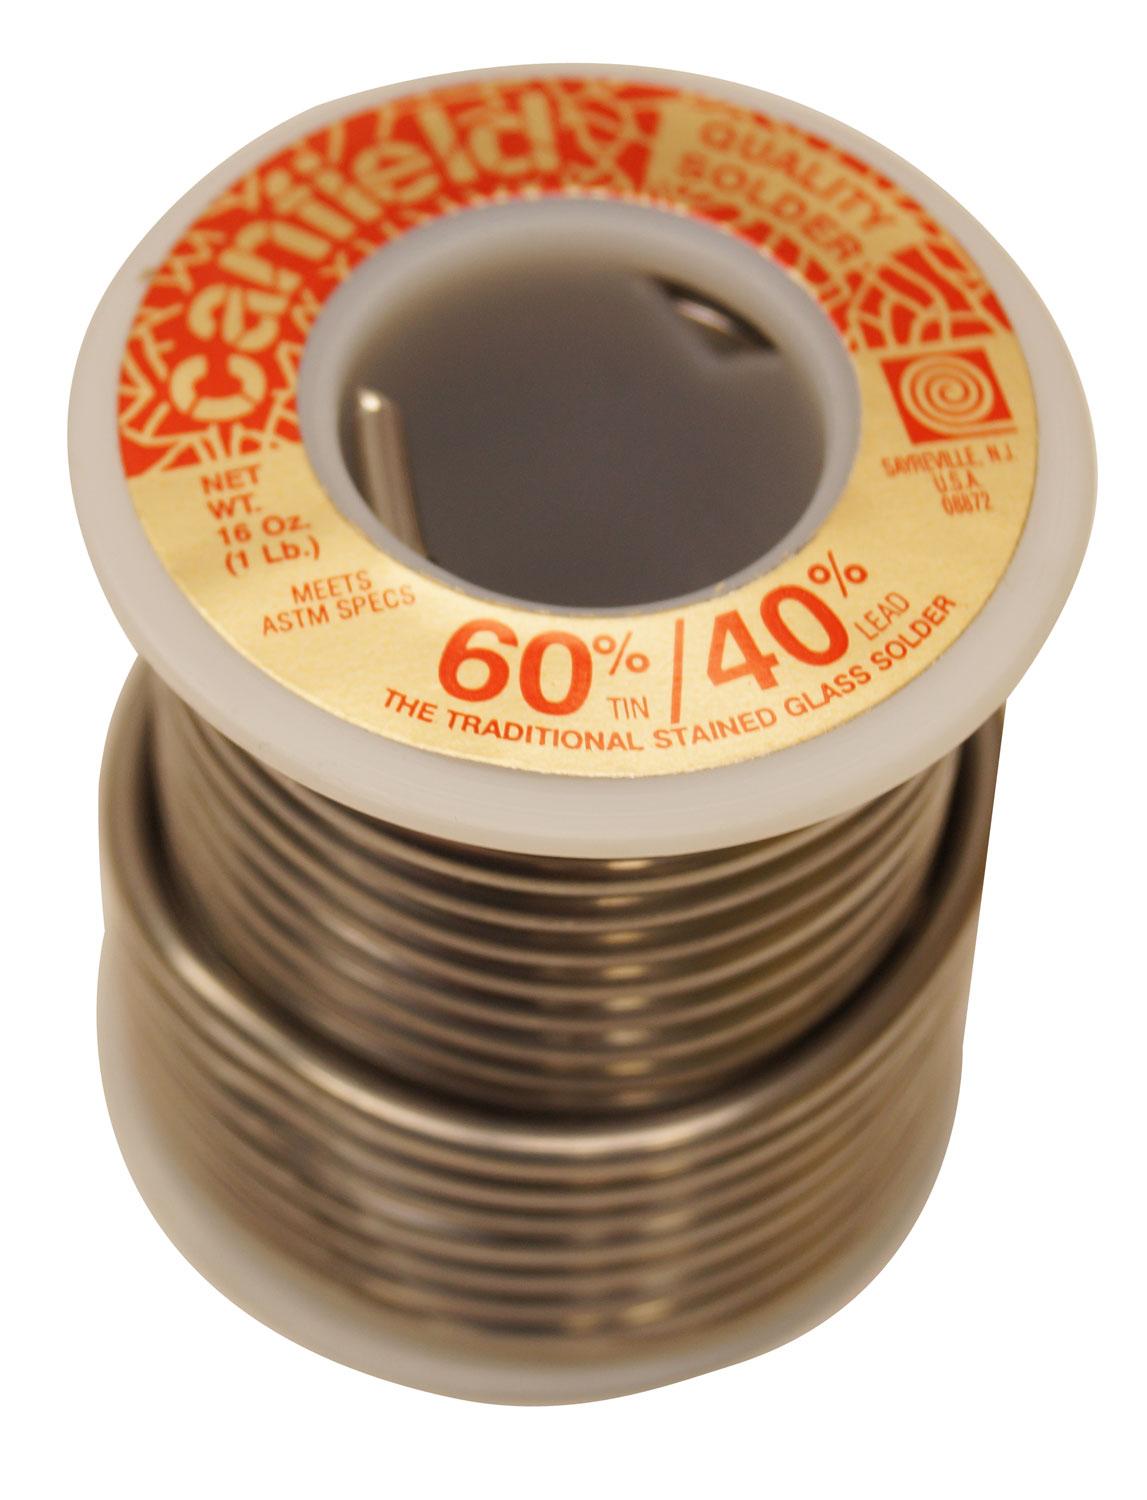 canfield
QUALITY
SOLDER
SAYREVILLE, N.J.
U.S.A.
08872
NET
WT.
16 Oz.
(1 Lb.)
MEETS
ASTM SPECS
60% TIN / 40% LEAD
THE TRADITIONAL STAINED GLASS SOLDER